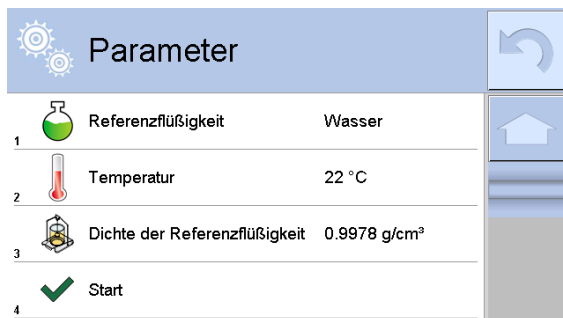 Parameter
1 Referenzflüßigkeit Wasser
2 Temperatur 22 °C
3 Dichte der Referenzflüßigkeit 0.9978 g/cm³
4 Start